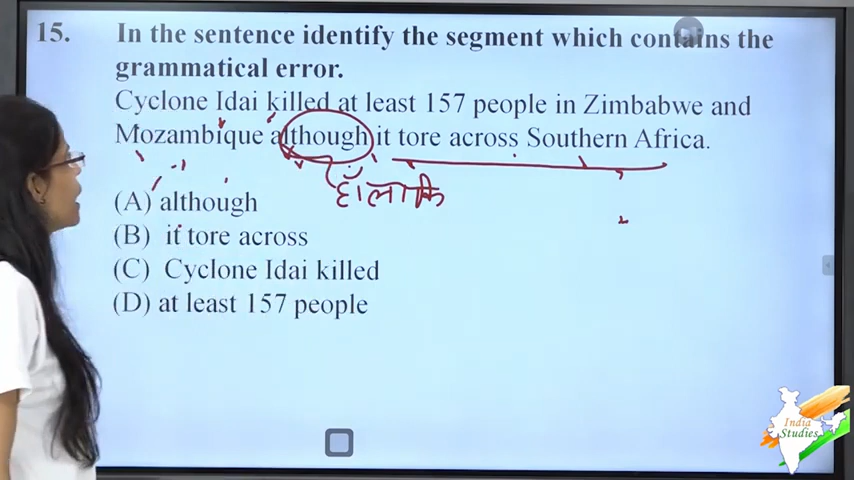 15. In the sentence identify the segment which contains the
grammatical error.
Cyclone Idai killed at least 157 people in Zimbabwe and
Mozambique although it tore across Southern Africa.
हाँलाकि
(A) although
(B) it tore across
(C) Cyclone Idai killed
(D) at least 157 people
India
Studies